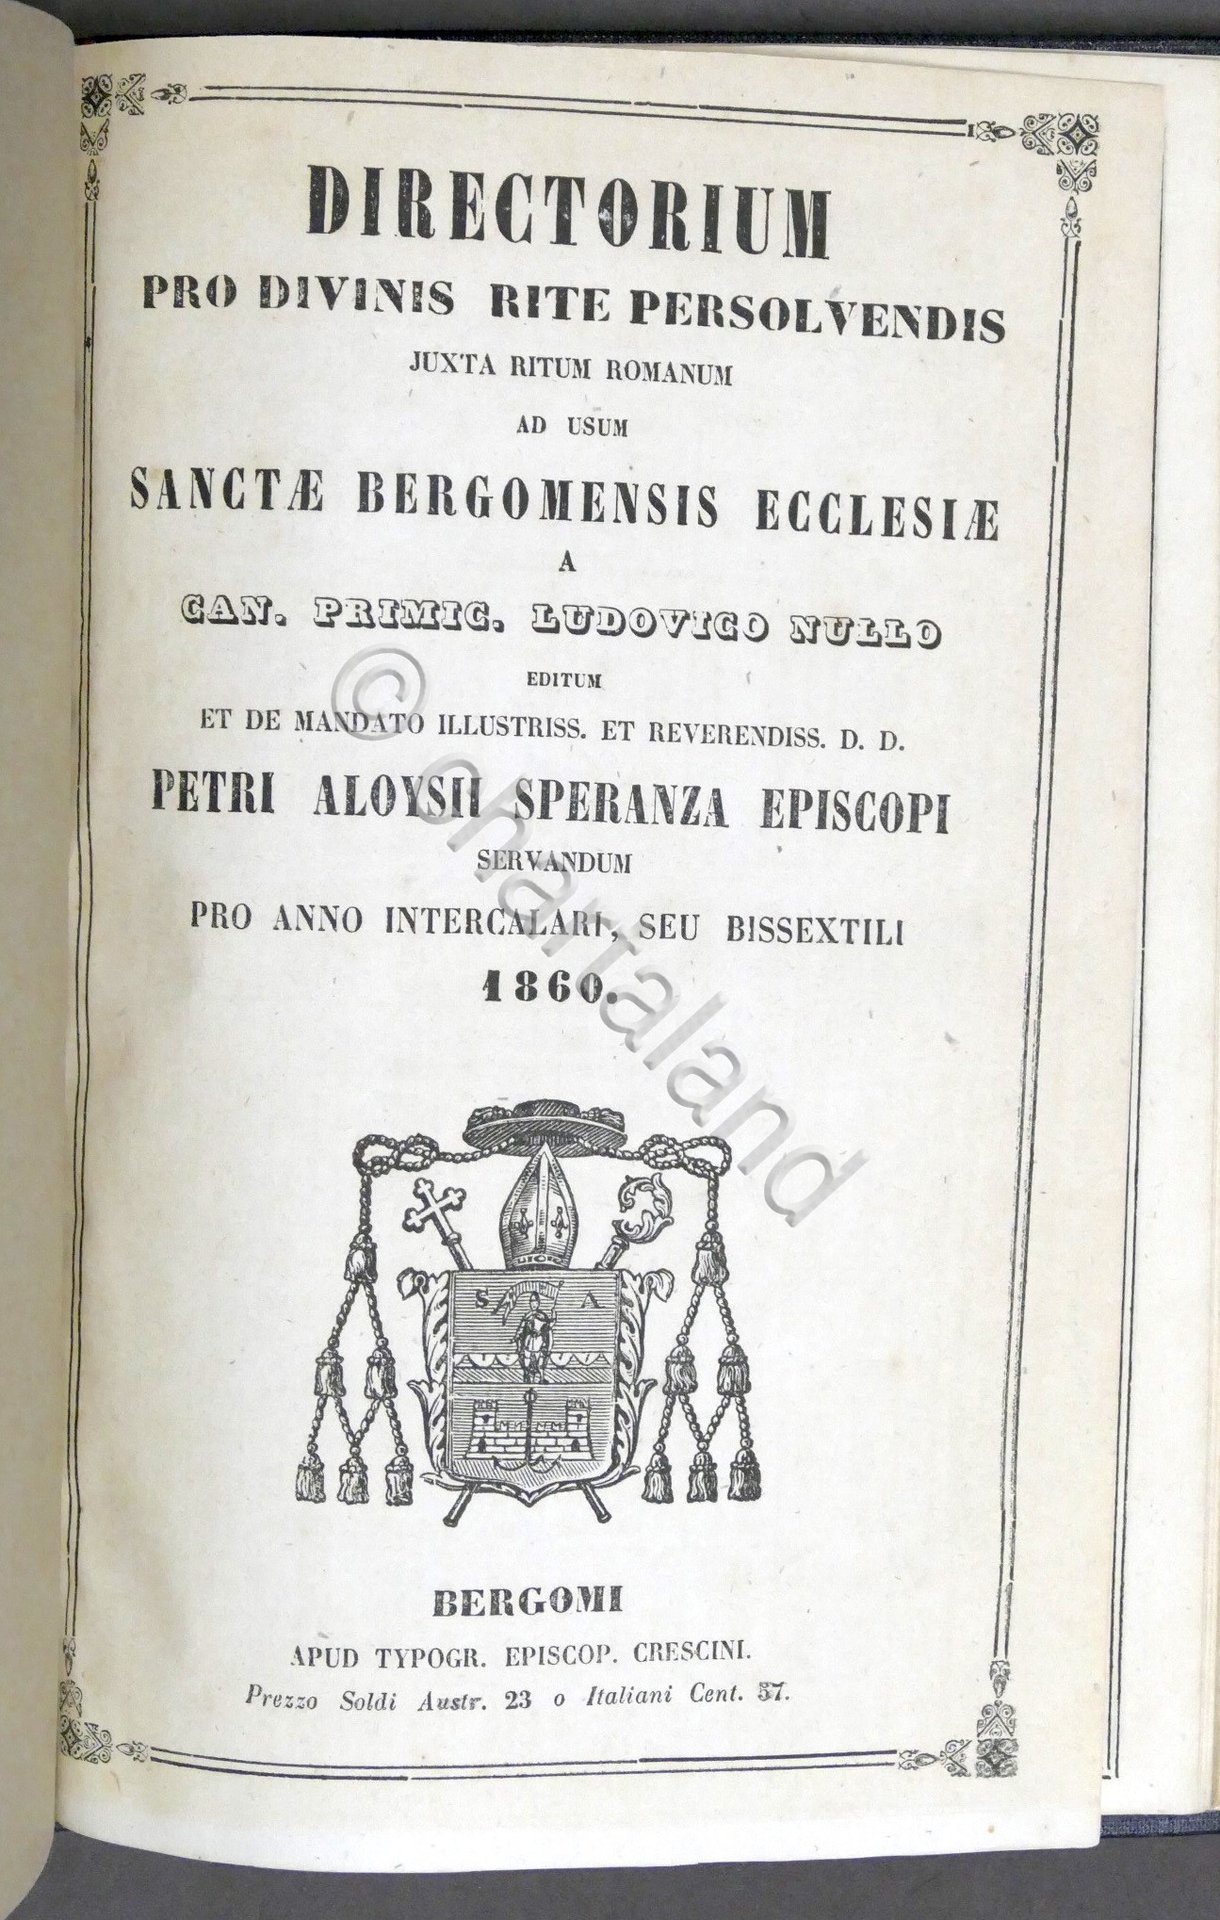 DIRECTORIUM
PRO DIVINIS RITE PERSOLVENDIS
JUXTA RITUM ROMANUM
AD USUM
SANCTÆ BERGOMENSIS ECCLESIÆ
A
CAN. PRIMIC. LUDOVICO NULLO
EDITUM
ET DE MANDATO ILLUSTRISS. ET REVERENDISS. D. D.
PETRI ALOYSII SPERANZA EPISCOPI
SERVANDUM
PRO ANNO INTERCALARI, SEU BISSEXTILI
1860.
© chartaland
S A
BERGOMI
APUD TYPOGR. EPISCOP. CRESCINI.
Prezzo Soldi Austr. 23 o Italiani Cent. 57.